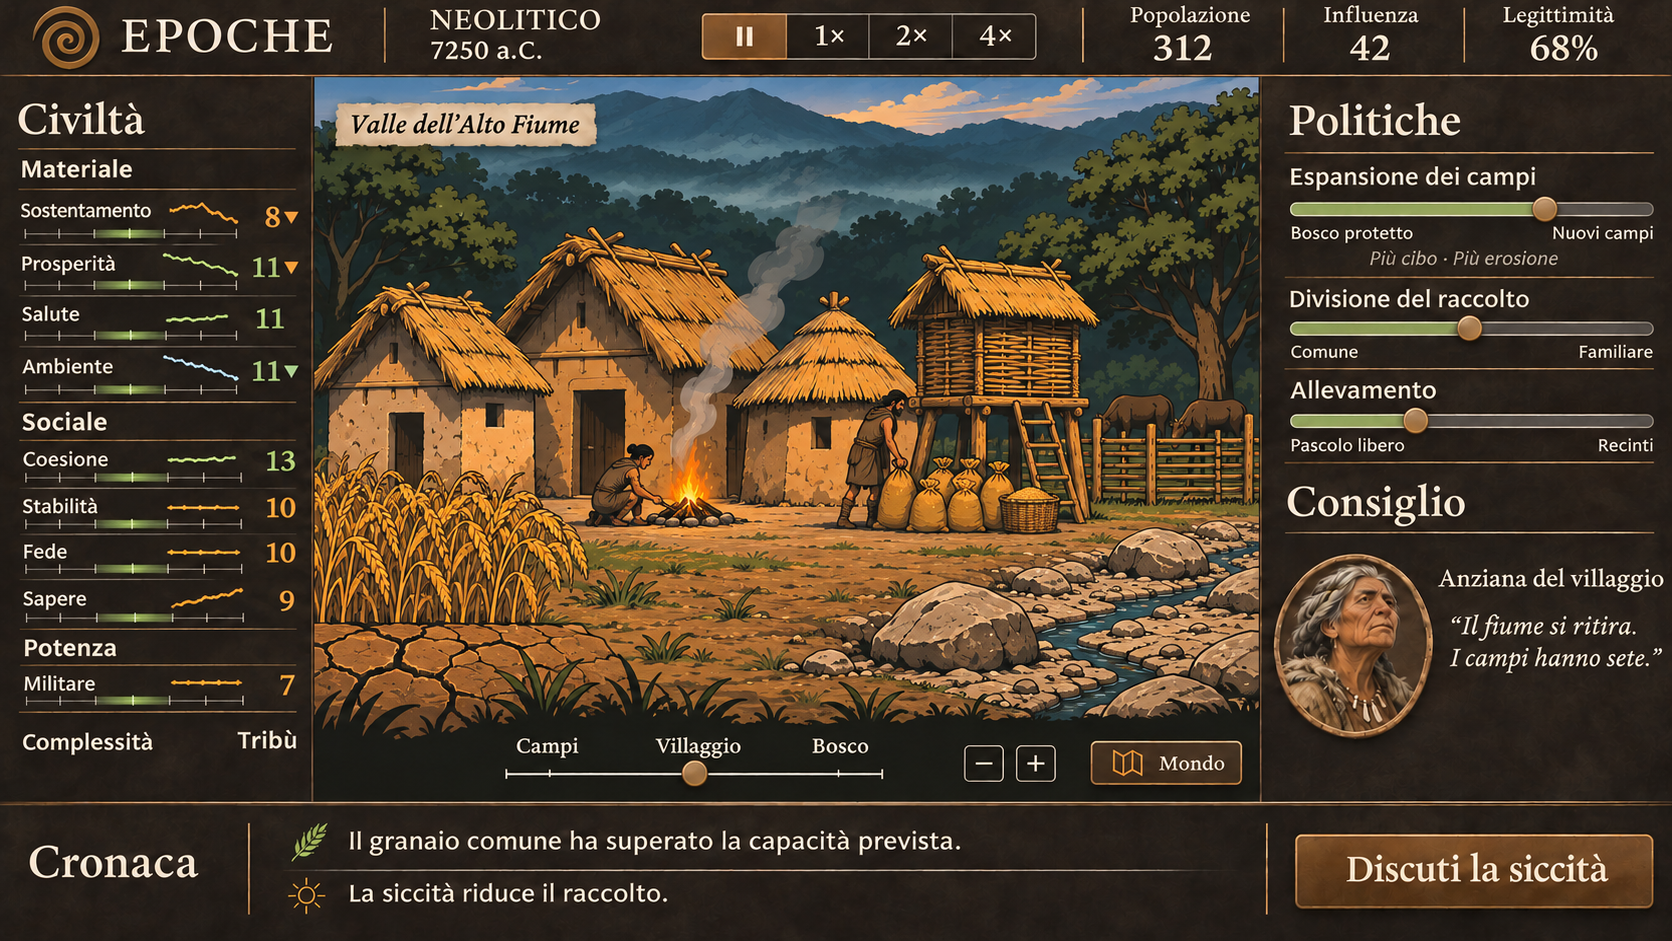 EPOCHE
NEOLITICO
7250 a.C.
1×
2×
4×
Popolazione
312
Influenza
42
Legittimità
68%
Civiltà
Materiale
Sostentamento 8
Prosperità 11
Salute 11
Ambiente 11
Sociale
Coesione 13
Stabilità 10
Fede 10
Sapere 9
Potenza
Militare 7
Complessità Tribù
Valle dell'Alto Fiume
Campi
Villaggio
Bosco
Mondo
Politiche
Espansione dei campi
Bosco protetto Nuovi campi
Più cibo · Più erosione
Divisione del raccolto
Comune Familiare
Allevamento
Pascolo libero Recinti
Consiglio
Anziana del villaggio
“Il fiume si ritira.
I campi hanno sete.”
Cronaca
Il granaio comune ha superato la capacità prevista.
La siccità riduce il raccolto.
Discuti la siccità